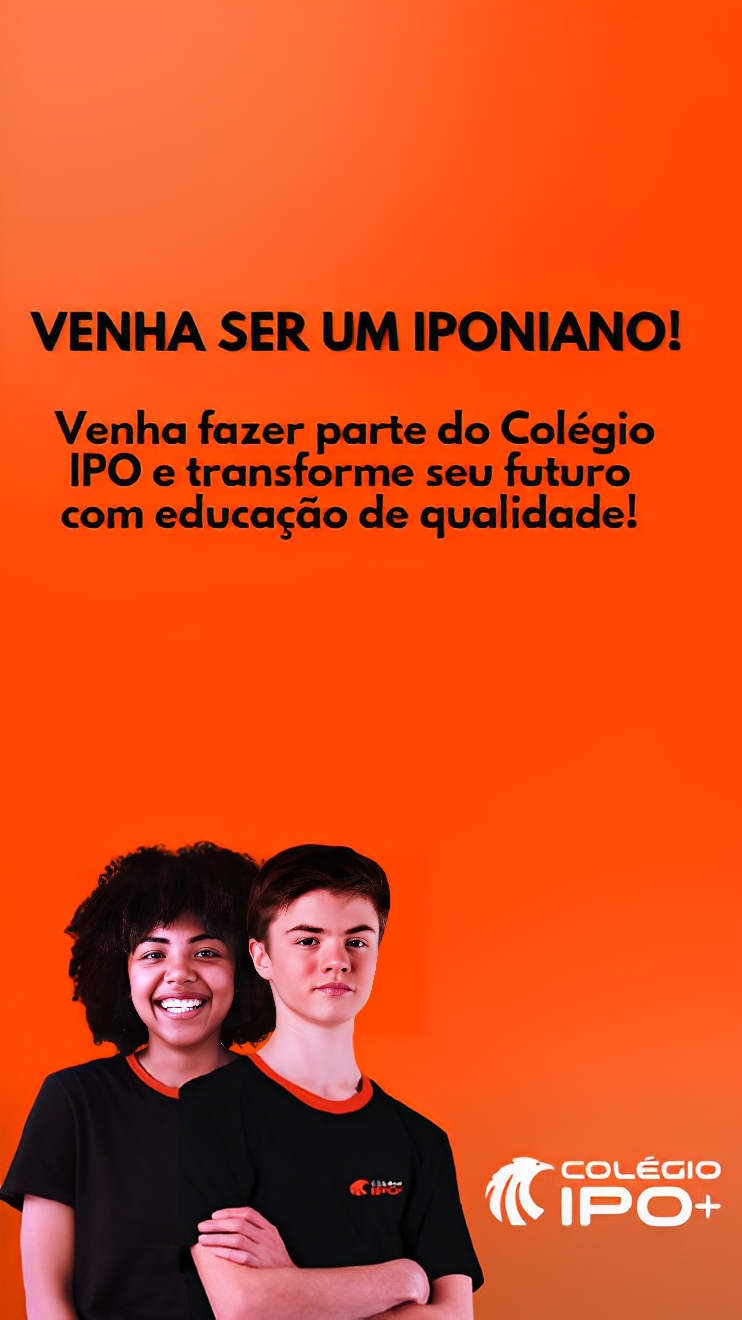 VENHA SER UM IPONIANO!
Venha fazer parte do Colégio
IPO e transforme seu futuro
com educação de qualidade!
COLÉGIO
IPO+
IPO+